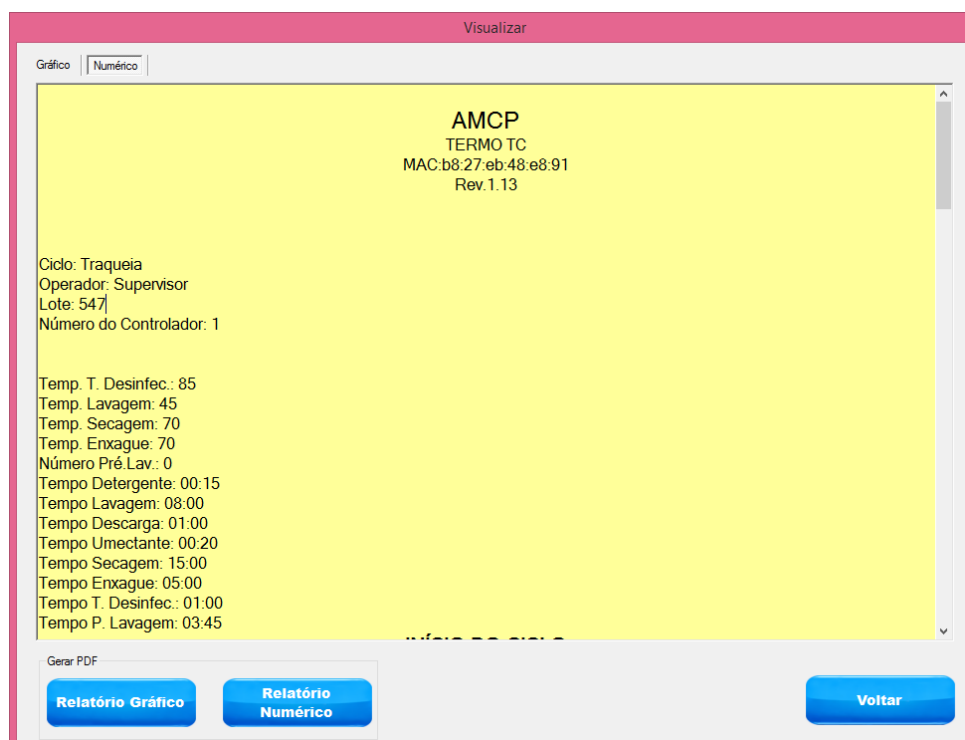 Visualizar
Gráfico
Numérico
AMCP
TERMO TC
MAC:b8:27:eb:48:e8:91
Rev.1.13
Ciclo: Traqueia
Operador: Supervisor
Lote: 547
Número do Controlador: 1
Temp. T. Desinfec.: 85
Temp. Lavagem: 45
Temp. Secagem: 70
Temp. Enxague: 70
Número Pré.Lav.: 0
Tempo Detergente: 00:15
Tempo Lavagem: 08:00
Tempo Descarga: 01:00
Tempo Umectante: 00:20
Tempo Secagem: 15:00
Tempo Enxague: 05:00
Tempo T. Desinfec.: 01:00
Tempo P. Lavagem: 03:45
INÍCIO DO CICLO
Gerar PDF
Relatório Gráfico
Relatório
Numérico
Voltar